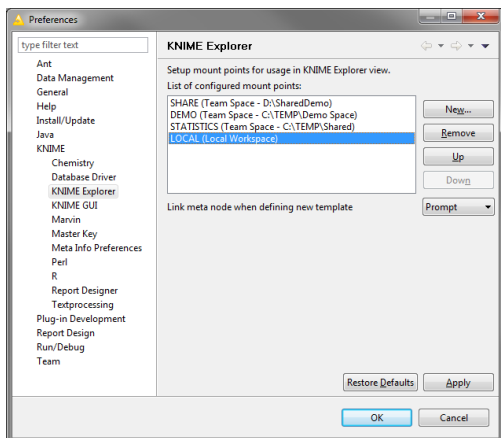 Preferences
type filter text
Ant
Data Management
General
Help
Install/Update
Java
KNIME
Chemistry
Database Driver
KNIME Explorer
KNIME GUI
Marvin
Master Key
Meta Info Preferences
Perl
R
Report Designer
Textprocessing
Plug-in Development
Report Design
Run/Debug
Team
KNIME Explorer
Setup mount points for usage in KNIME Explorer view.
List of configured mount points:
SHARE (Team Space - D:\SharedDemo)
DEMO (Team Space - C:\TEMP\Demo Space)
STATISTICS (Team Space - C:\TEMP\Shared)
LOCAL (Local Workspace)
New...
Remove
Up
Down
Link meta node when defining new template
Prompt
Restore Defaults
Apply
OK
Cancel